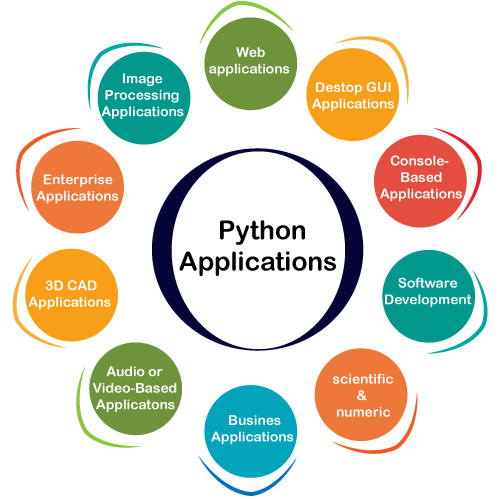 Python
Applications
Web
applications
Destop GUI
Applications
Console-
Based
Applications
Software
Development
scientific
&
numeric
Busines
Applications
Audio or
Video-Based
Applicatons
3D CAD
Applications
Enterprise
Applications
Image
Processing
Applications